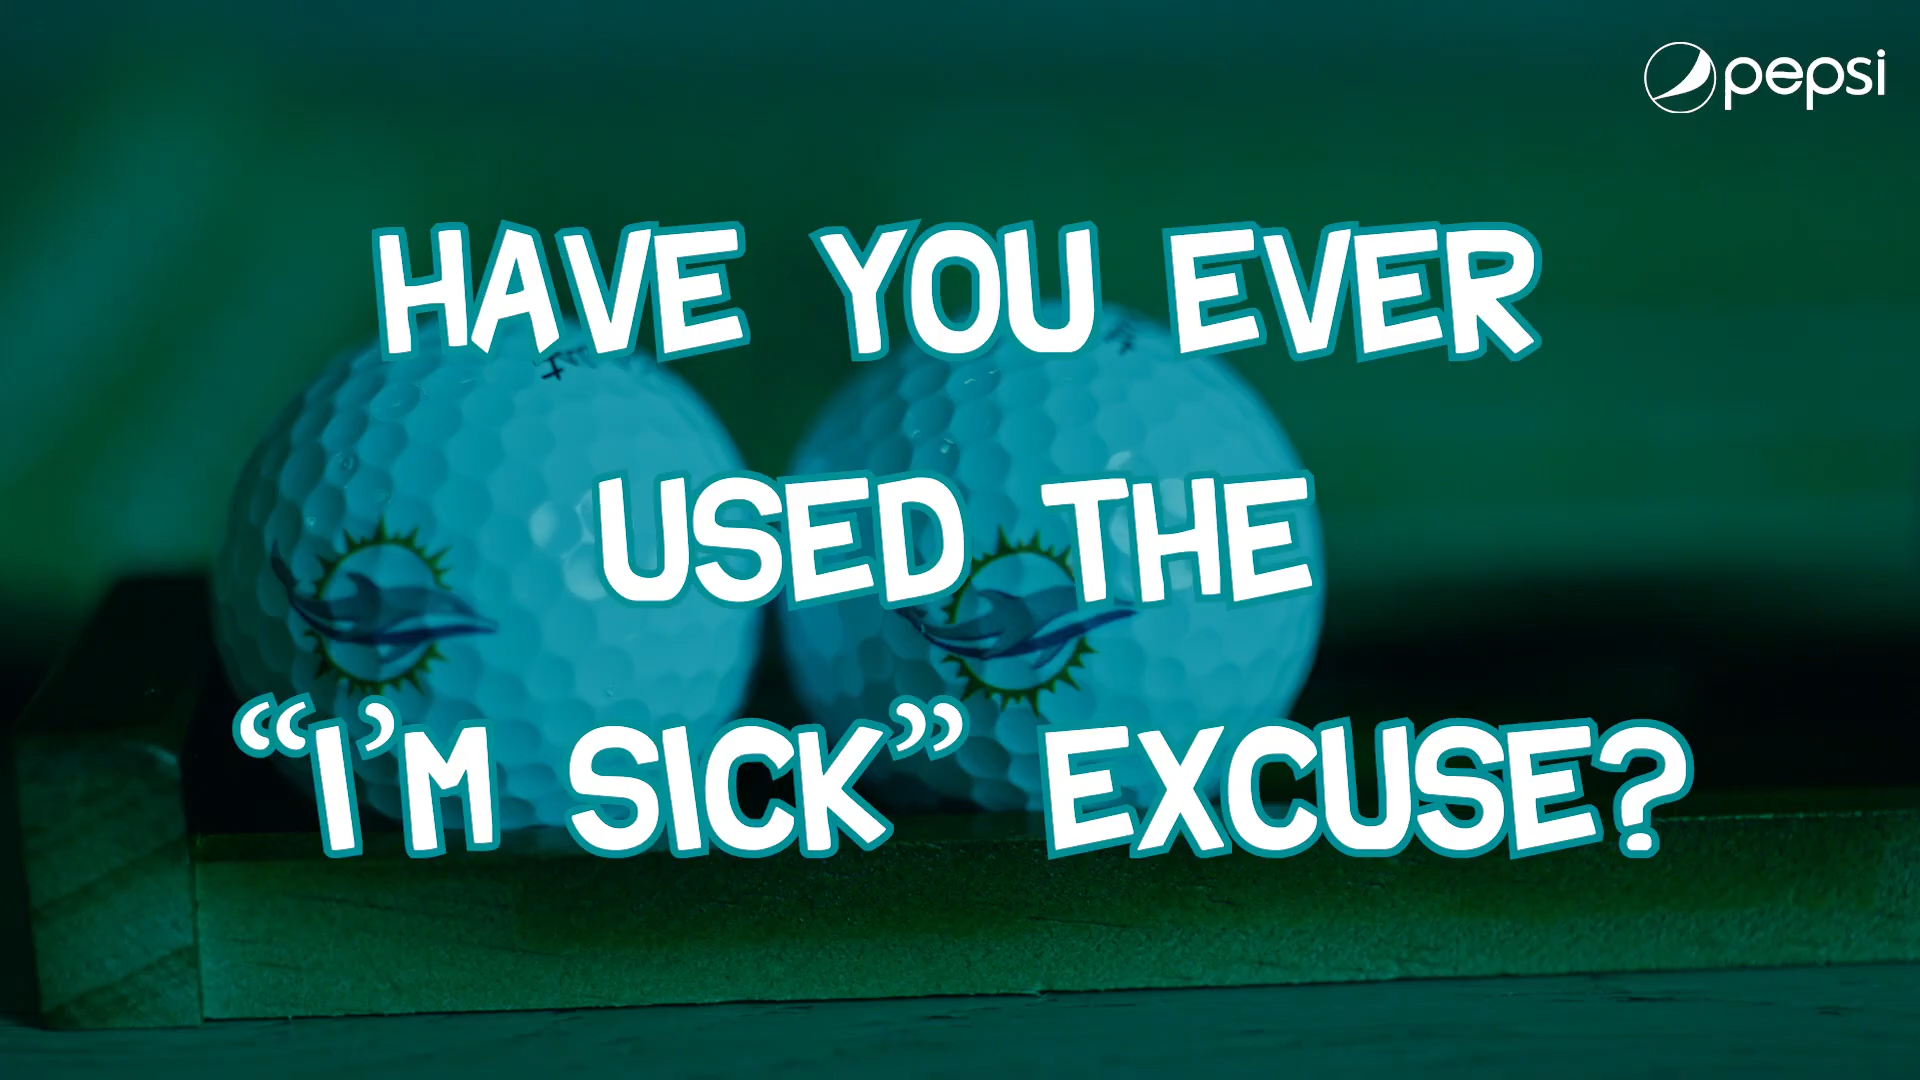 pepsi
HAVE YOU EVER
USED THE
“I’M SICK” EXCUSE?